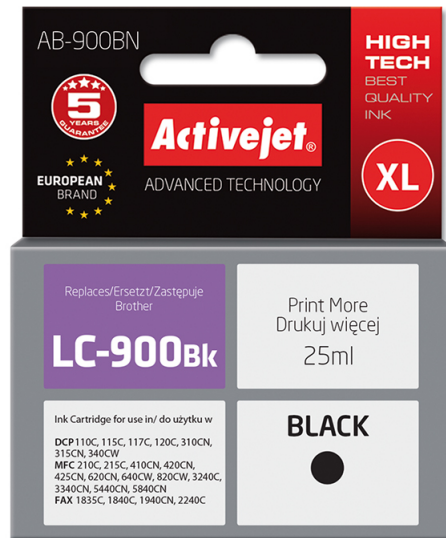 AB-900BN
HIGH
TECH
BEST
QUALITY
INK
5
YEARS
GUARANTEE
Activejet®
EUROPEAN
BRAND
ADVANCED TECHNOLOGY
XL
Replaces/Ersetzt/Zastępuje
Brother
LC-900Bk
Print More
Drukuj więcej
25ml
Ink Cartridge for use in/ do użytku w
DCP 110C, 115C, 117C, 120C, 310CN,
315CN, 340CW
MFC 210C, 215C, 410CN, 420CN,
425CN, 620CN, 640CW, 820CW, 3240C,
3340CN, 5440CN, 5840CN
FAX 1835C, 1840C, 1940CN, 2240C
BLACK